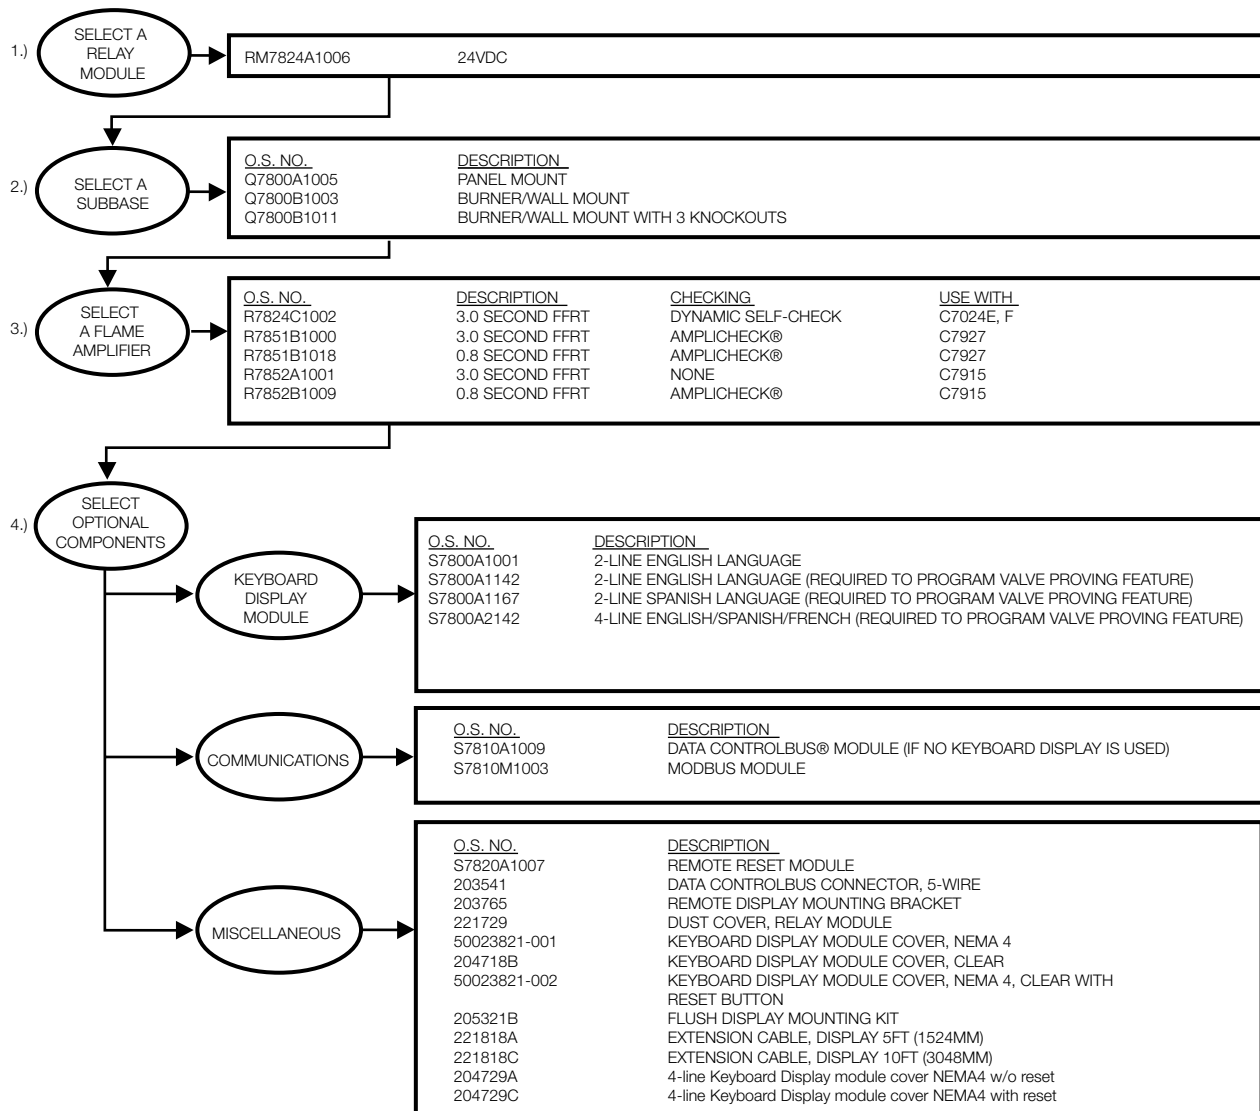 1.)
SELECT A
RELAY
MODULE
RM7824A1006 24VDC
2.)
SELECT A
SUBBASE
O.S. NO. DESCRIPTION
Q7800A1005 PANEL MOUNT
Q7800B1003 BURNER/WALL MOUNT
Q7800B1011 BURNER/WALL MOUNT WITH 3 KNOCKOUTS
3.)
SELECT
A FLAME
AMPLIFIER
O.S. NO. DESCRIPTION CHECKING USE WITH
R7824C1002 3.0 SECOND FFRT DYNAMIC SELF-CHECK C7024E, F
R7851B1000 3.0 SECOND FFRT AMPLICHECK® C7927
R7851B1018 0.8 SECOND FFRT AMPLICHECK® C7927
R7852A1001 3.0 SECOND FFRT NONE C7915
R7852B1009 0.8 SECOND FFRT AMPLICHECK® C7915
4.)
SELECT
OPTIONAL
COMPONENTS
KEYBOARD
DISPLAY
MODULE
O.S. NO. DESCRIPTION
S7800A1001 2-LINE ENGLISH LANGUAGE
S7800A1142 2-LINE ENGLISH LANGUAGE (REQUIRED TO PROGRAM VALVE PROVING FEATURE)
S7800A1167 2-LINE SPANISH LANGUAGE (REQUIRED TO PROGRAM VALVE PROVING FEATURE)
S7800A2142 4-LINE ENGLISH/SPANISH/FRENCH (REQUIRED TO PROGRAM VALVE PROVING FEATURE)
COMMUNICATIONS
O.S. NO. DESCRIPTION
S7810A1009 DATA CONTROLBUS® MODULE (IF NO KEYBOARD DISPLAY IS USED)
S7810M1003 MODBUS MODULE
MISCELLANEOUS
O.S. NO. DESCRIPTION
S7820A1007 REMOTE RESET MODULE
203541 DATA CONTROLBUS CONNECTOR, 5-WIRE
203765 REMOTE DISPLAY MOUNTING BRACKET
221729 DUST COVER, RELAY MODULE
50023821-001 KEYBOARD DISPLAY MODULE COVER, NEMA 4
204718B KEYBOARD DISPLAY MODULE COVER, CLEAR
50023821-002 KEYBOARD DISPLAY MODULE COVER, NEMA 4, CLEAR WITH
RESET BUTTON
205321B FLUSH DISPLAY MOUNTING KIT
221818A EXTENSION CABLE, DISPLAY 5FT (1524MM)
221818C EXTENSION CABLE, DISPLAY 10FT (3048MM)
204729A 4-line Keyboard Display module cover NEMA4 w/o reset
204729C 4-line Keyboard Display module cover NEMA4 with reset